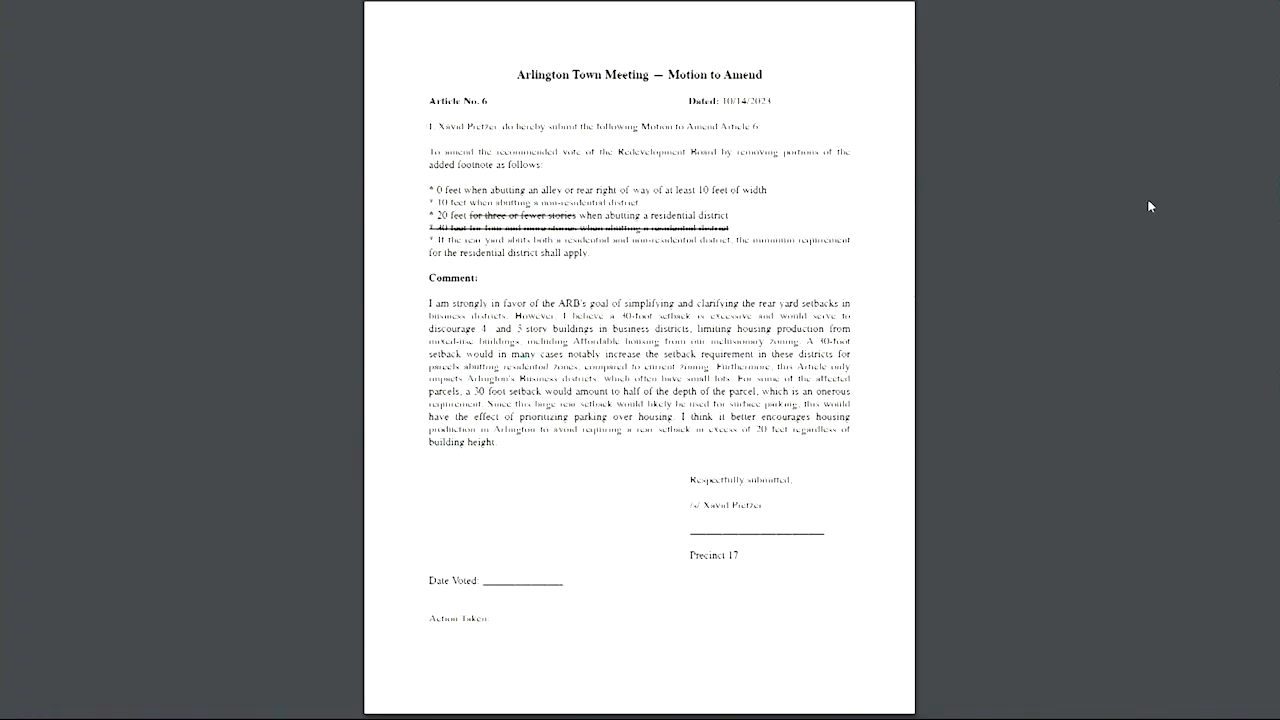 Arlington Town Meeting — Motion to Amend
Article No. 6 Dated: 10/14/2023
I, Xavid Pretzer, do hereby submit the following Motion to Amend Article 6:
To amend the recommended vote of the Redevelopment Board by removing portions of the
added footnote as follows:
* 0 feet when abutting an alley or rear right-of-way of at least 10 feet of width
* 10 feet when abutting a non-residential district
* 20 feet for three or fewer stories when abutting a residential district
* 30 feet for four and more stories when abutting a residential district
* If the rear yard abuts both a residential and non-residential district, the minimum requirement
for the residential district shall apply.
Comment:
I am strongly in favor of the ARB's goal of simplifying and clarifying the rear yard setbacks in
business districts. However, I believe a 30-foot setback is excessive and would serve to
discourage 4- and 5-story buildings in business districts, limiting housing production from
mixed-use buildings, including Affordable housing from our inclusionary zoning. A 30-foot
setback would in many cases notably increase the setback requirement in these districts for
parcels abutting residential zones, compared to current zoning. Furthermore, this Article only
impacts Arlington's Business districts, which often have small lots. For some of the affected
parcels, a 30 foot setback would amount to half of the depth of the parcel, which is an onerous
requirement. Since this large rear setback would likely be used for surface parking, this would
have the effect of prioritizing parking over housing. I think it better encourages housing
production in Arlington to avoid requiring a rear setback in excess of 20 feet regardless of
building height.
Respectfully submitted,
/s/ Xavid Pretzer
Precinct 17
Date Voted:
Action Taken: